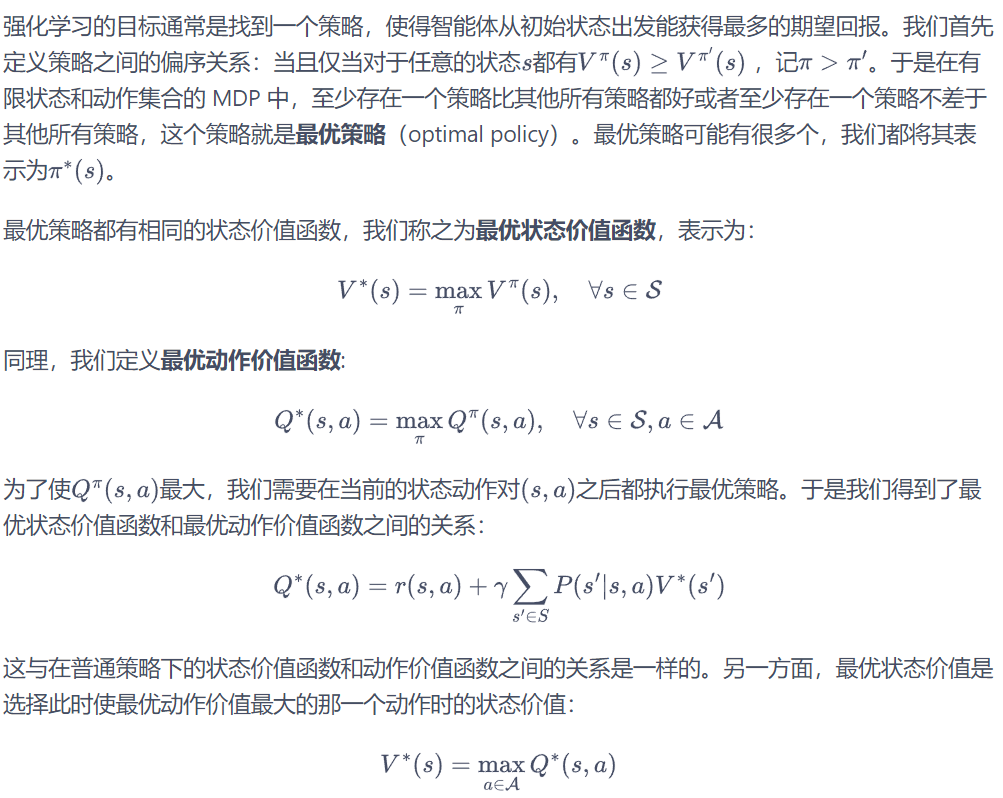 强化学习的目标通常是找到一个策略，使得智能体从初始状态出发能获得最多的期望回报。我们首先
定义策略之间的偏序关系：当且仅当对于任意的状态$s$都有$V^{\pi}(s) \geq V^{\pi'}(s)$ ，记$\pi > \pi'$。于是在有
限状态和动作集合的 MDP 中，至少存在一个策略比其他所有策略都好或者至少存在一个策略不差于
其他所有策略，这个策略就是最优策略（optimal policy）。最优策略可能有很多个，我们都将其表
示为$\pi^*(s)$。
最优策略都有相同的状态价值函数，我们称之为最优状态价值函数，表示为：
$V^*(s) = \max_{\pi} V^{\pi}(s), \quad \forall s \in \mathcal{S}$
同理，我们定义最优动作价值函数:
$Q^*(s, a) = \max_{\pi} Q^{\pi}(s, a), \quad \forall s \in \mathcal{S}, a \in \mathcal{A}$
为了使$Q^{\pi}(s, a)$最大，我们需要在当前的状态动作对$(s, a)$之后都执行最优策略。于是我们得到了最
优状态价值函数和最优动作价值函数之间的关系：
$Q^*(s, a) = r(s, a) + \gamma \sum_{s' \in S} P(s'|s, a) V^*(s')$
这与在普通策略下的状态价值函数和动作价值函数之间的关系是一样的。另一方面，最优状态价值是
选择此时使最优动作价值最大的那一个动作时的状态价值：
$V^*(s) = \max_{a \in \mathcal{A}} Q^*(s, a)$